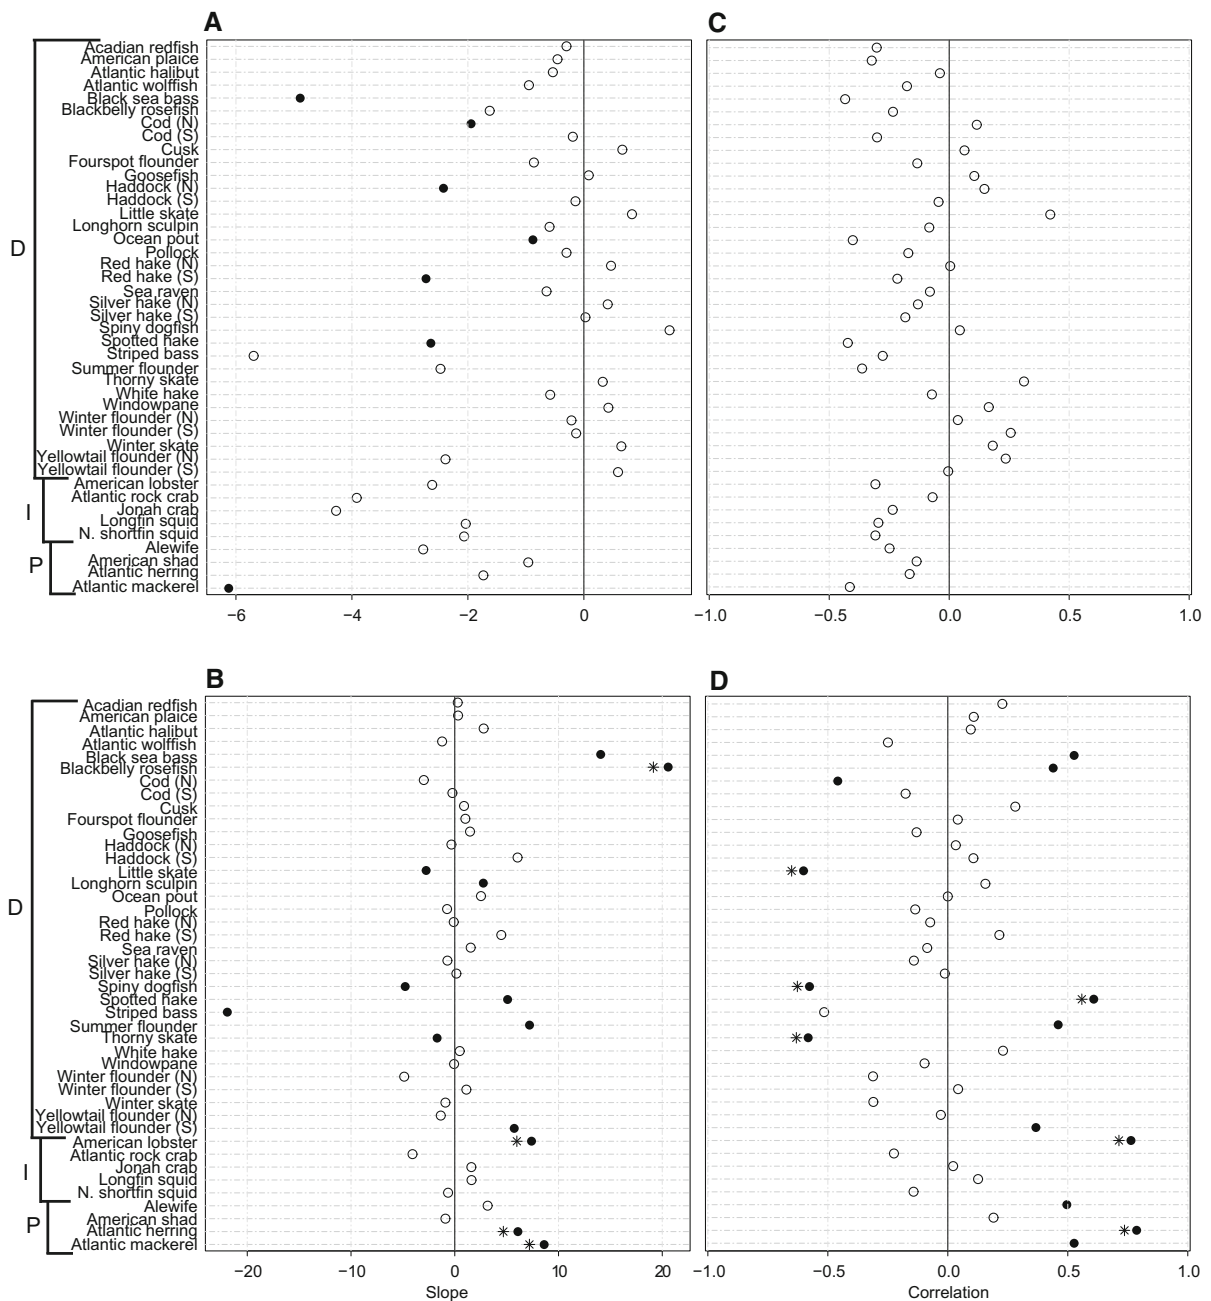 A
C
Acadian redfish
American plaice
Atlantic halibut
Atlantic wolffish
Black sea bass
Blackbelly rosefish
Cod (N)
Cod (S)
Cusk
Fourspot flounder
Goosefish
Haddock (N)
Haddock (S)
Little skate
Longhorn sculpin
Ocean pout
D
Pollock
Red hake (N)
Red hake (S)
Sea raven
Silver hake (N)
Silver hake (S)
Spiny dogfish
Spotted hake
Striped bass
Summer flounder
Thorny skate
White hake
Windowpane
Winter flounder (N)
Winter flounder (S)
Winter skate
Yellowtail flounder (N)
Yellowtail flounder (S)
American lobster
Atlantic rock crab
I
Jonah crab
Longfin squid
N. shortfin squid
Alewife
P
American shad
Atlantic herring
Atlantic mackerel
−6 −4 −2 0
−1.0 −0.5 0.0 0.5 1.0
B
D
Acadian redfish
American plaice
Atlantic halibut
Atlantic wolffish
Black sea bass
Blackbelly rosefish
Cod (N)
Cod (S)
Cusk
Fourspot flounder
Goosefish
Haddock (N)
Haddock (S)
Little skate
Longhorn sculpin
Ocean pout
D
Pollock
Red hake (N)
Red hake (S)
Sea raven
Silver hake (N)
Silver hake (S)
Spiny dogfish
Spotted hake
Striped bass
Summer flounder
Thorny skate
White hake
Windowpane
Winter flounder (N)
Winter flounder (S)
Winter skate
Yellowtail flounder (N)
Yellowtail flounder (S)
American lobster
Atlantic rock crab
I
Jonah crab
Longfin squid
N. shortfin squid
Alewife
P
American shad
Atlantic herring
Atlantic mackerel
−20 −10 0 10 20
−1.0 −0.5 0.0 0.5 1.0
Slope
Correlation